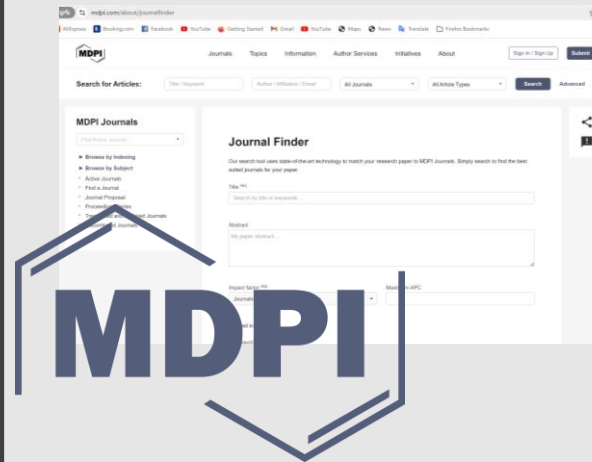 mdpi.com/about/journalfinder
AliExpress Booking.com Facebook YouTube Getting Started Gmail YouTube Maps News Translate Firefox Bookmarks
MDPI
Journals Topics Information Author Services Initiatives About
Sign In / Sign Up Submit
Search for Articles:
Title / Keyword
Author / Affiliation / Email
All Journals
All Article Types
Search
Advanced
MDPI Journals
Find Active Journal...
Browse by Indexing
Browse by Subject
Active Journals
Find a Journal
Journal Proposal
Journals
Journal Finder
Our search tool uses state-of-the-art technology to match your research paper to MDPI Journals. Simply search to find the best
suited journals for your paper
Title
Search by title or keywords...
Abstract
My paper abstract...
Impact factor
APC
MDPI